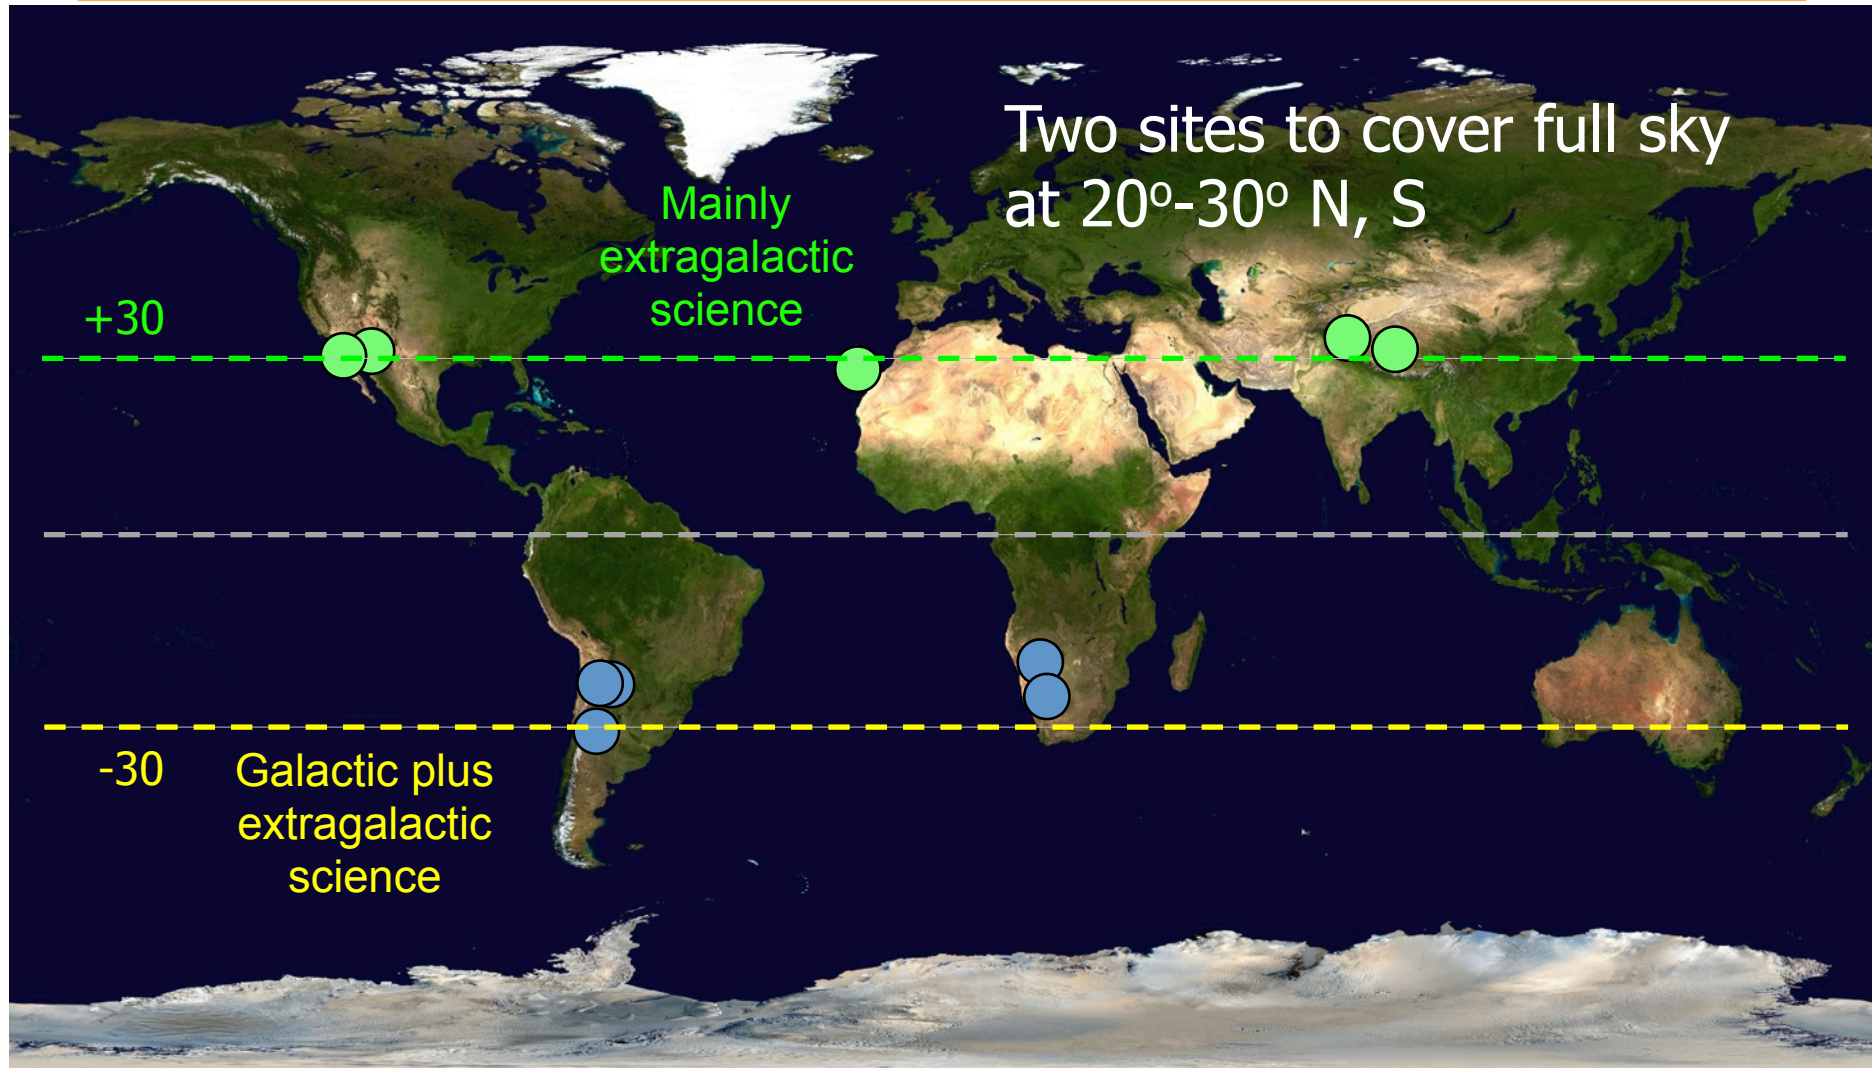 Two sites to cover full sky
at 20º-30º N, S
Mainly
extragalactic
science
+30
-30
Galactic plus
extragalactic
science